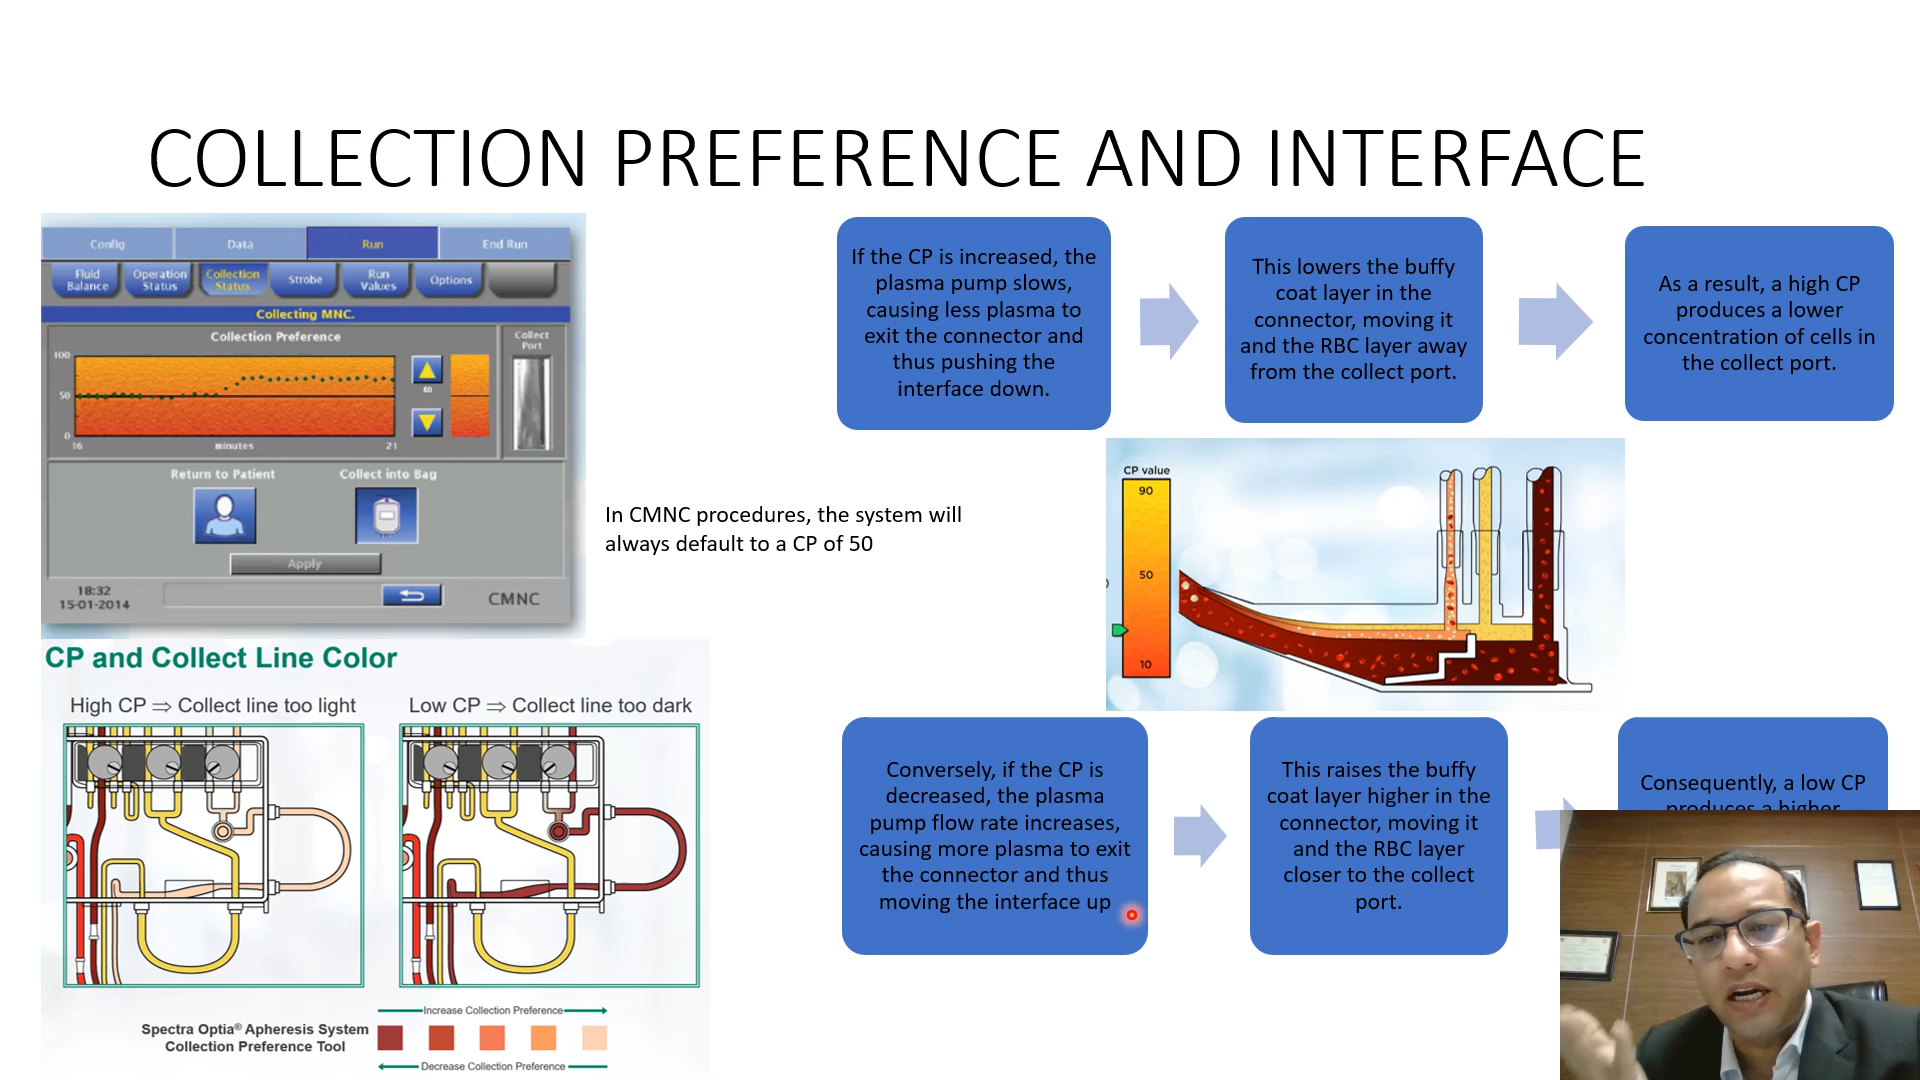 COLLECTION PREFERENCE AND INTERFACE
Config
Data
Run
End Run
Fluid
Balance
Operation
Status
Collection
Status
Strobe
Run
Values
Options
Collecting MNC.
Collection Preference
Collect
Port
100
50
0
16
minutes
21
Return to Patient
Collect into Bag
Apply
18:32
15-01-2014
CMNC
In CMNC procedures, the system will
always default to a CP of 50
If the CP is increased, the
plasma pump slows,
causing less plasma to
exit the connector and
thus pushing the
interface down.
This lowers the buffy
coat layer in the
connector, moving it
and the RBC layer away
from the collect port.
As a result, a high CP
produces a lower
concentration of cells in
the collect port.
CP value
90
50
10
CP and Collect Line Color
High CP ⇒ Collect line too light
Low CP ⇒ Collect line too dark
Increase Collection Preference
Spectra Optia® Apheresis System
Collection Preference Tool
Decrease Collection Preference
Conversely, if the CP is
decreased, the plasma
pump flow rate increases,
causing more plasma to exit
the connector and thus
moving the interface up
This raises the buffy
coat layer higher in the
connector, moving it
and the RBC layer
closer to the collect
port.
Consequently, a low CP
produces a higher